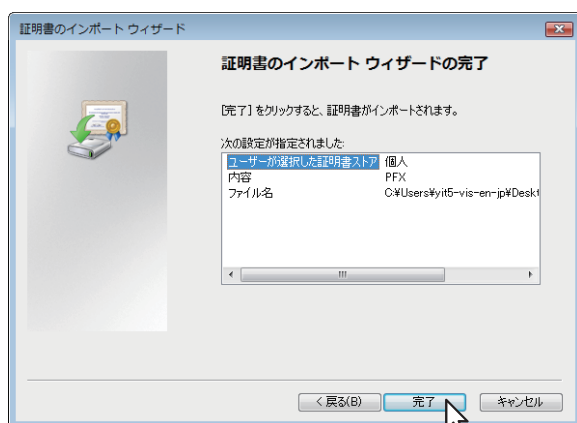 証明書のインポート ウィザード
証明書のインポート ウィザードの完了
[完了] をクリックすると、証明書がインポートされます。
次の設定が指定されました:
ユーザーが選択した証明書ストア 個人
内容 PFX
ファイル名 C:¥Users¥yit5-vis-en-jp¥Deskt
< 戻る(B) 完了 キャンセル